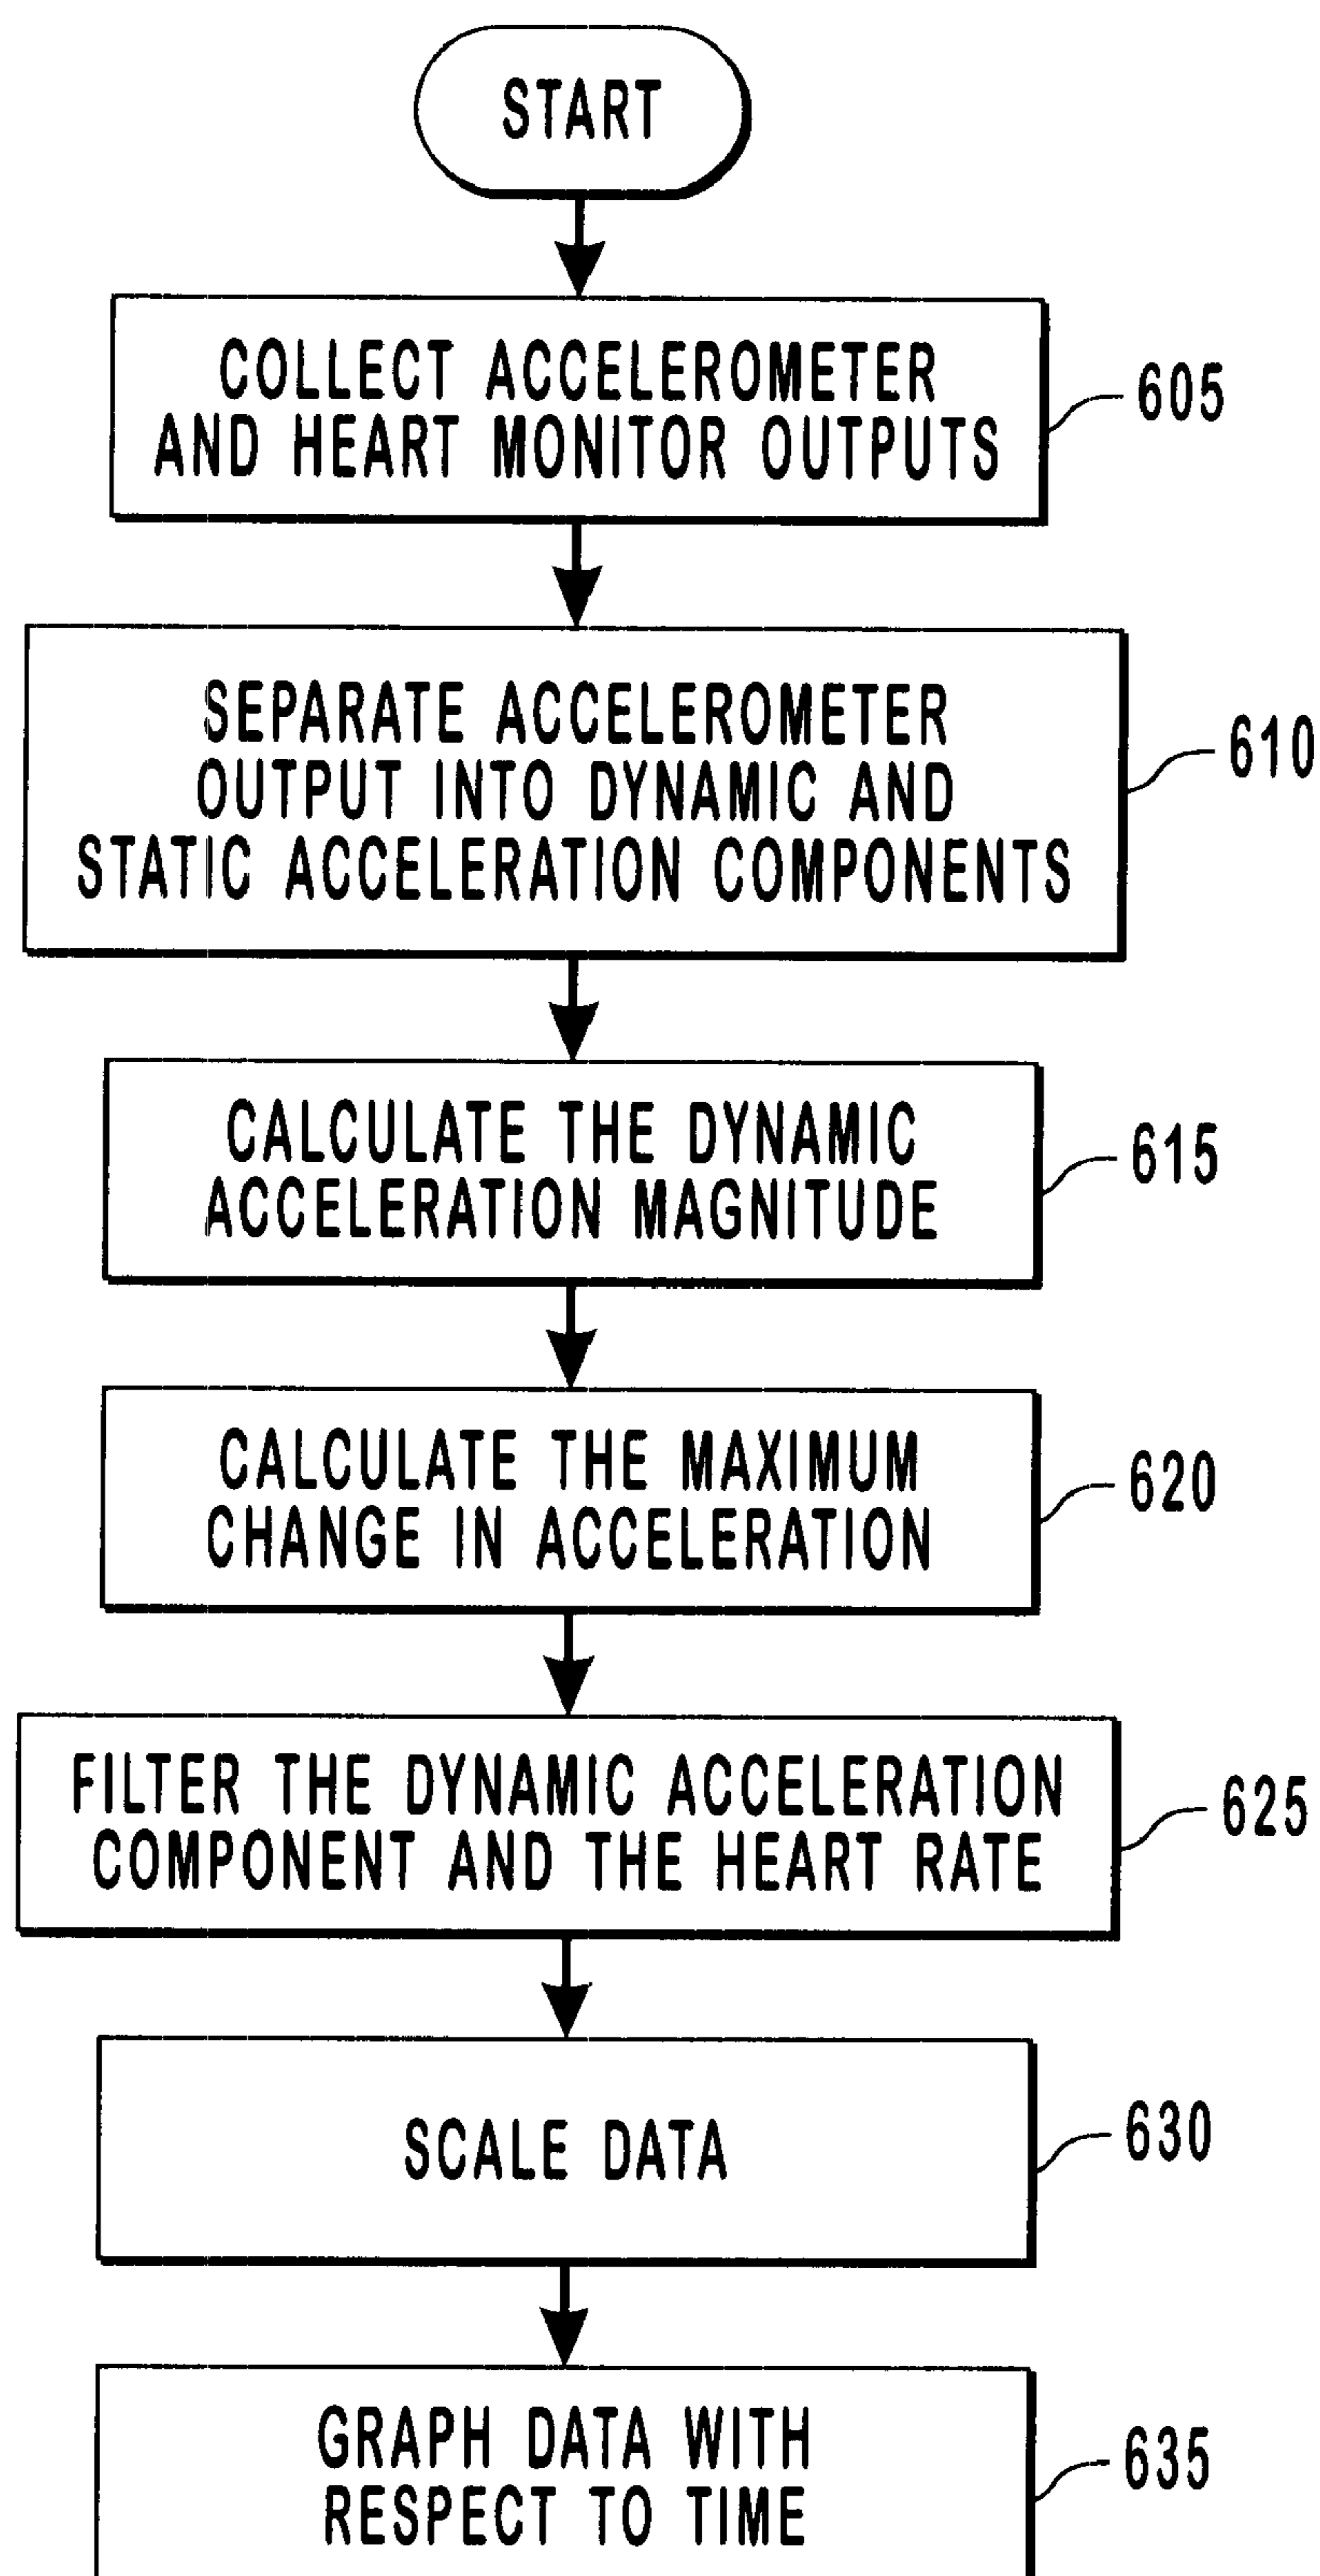 START
COLLECT ACCELEROMETER
AND HEART MONITOR OUTPUTS
605
SEPARATE ACCELEROMETER
OUTPUT INTO DYNAMIC AND
STATIC ACCELERATION COMPONENTS
610
CALCULATE THE DYNAMIC
ACCELERATION MAGNITUDE
615
CALCULATE THE MAXIMUM
CHANGE IN ACCELERATION
620
FILTER THE DYNAMIC ACCELERATION
COMPONENT AND THE HEART RATE
625
SCALE DATA
630
GRAPH DATA WITH
RESPECT TO TIME
635